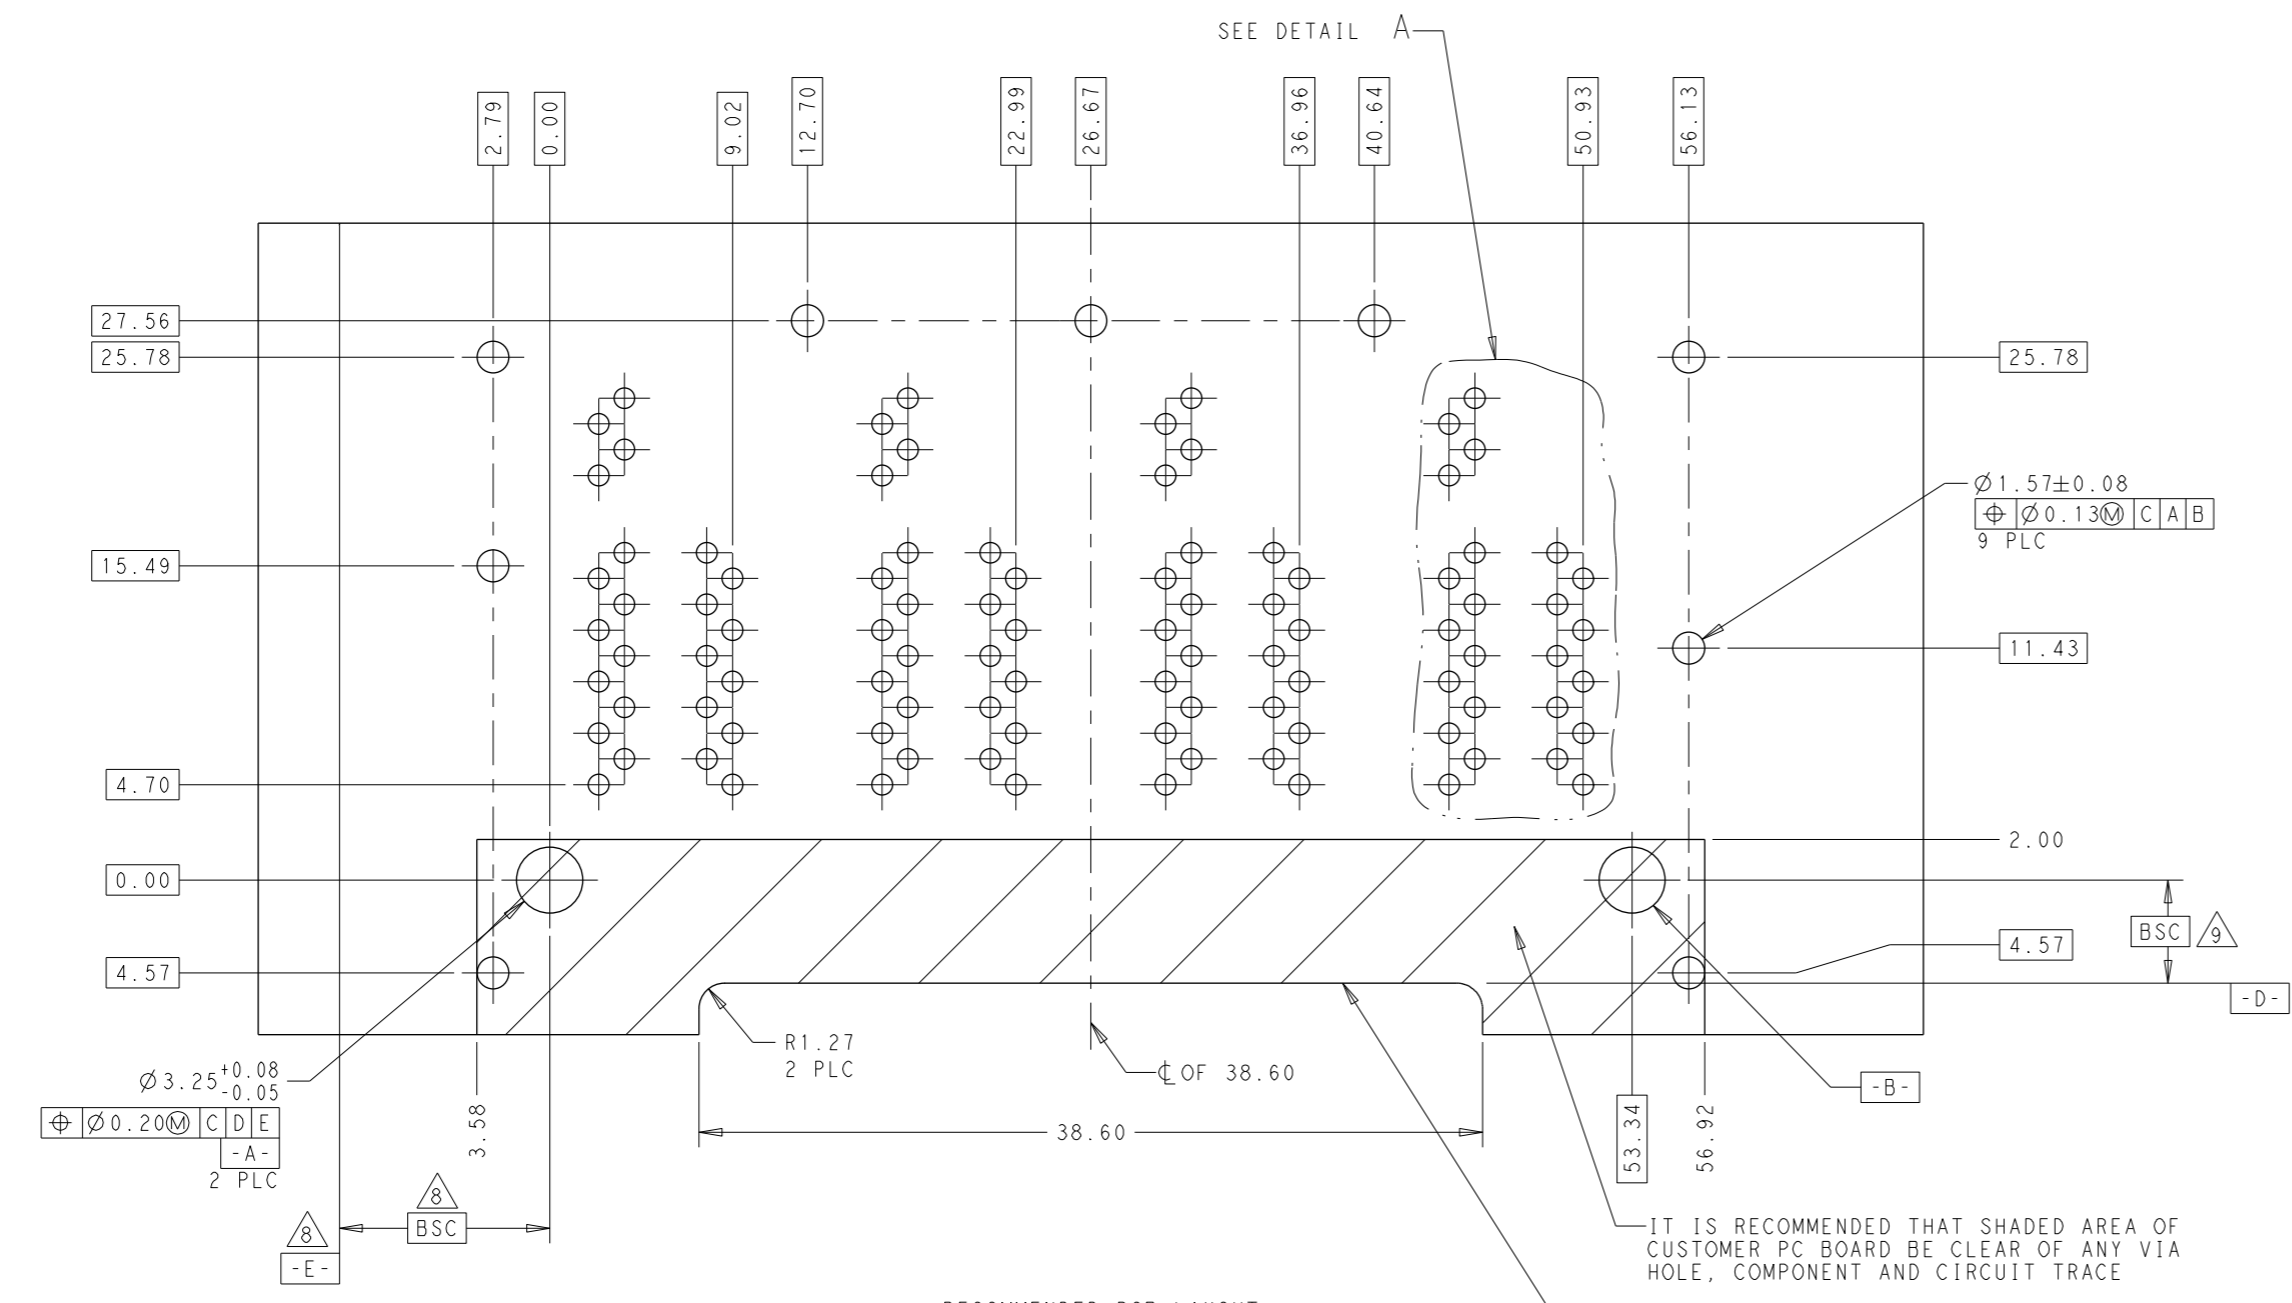 SEE DETAIL A
2.79
0.00
9.02
12.70
22.99
26.67
36.96
40.64
50.93
56.13
27.56
25.78
25.78
Ø1.57±0.08
⌖ Ø0.13Ⓜ C A B
9 PLC
15.49
11.43
4.70
2.00
0.00
BSC 9
4.57
4.57
-D-
R1.27
2 PLC
℄ OF 38.60
Ø3.25 +0.08 -0.05
⌖ Ø0.20Ⓜ C D E
-A-
2 PLC
3.58
38.60
53.34
56.92
-B-
8
BSC
8
-E-
IT IS RECOMMENDED THAT SHADED AREA OF
CUSTOMER PC BOARD BE CLEAR OF ANY VIA
HOLE, COMPONENT AND CIRCUIT TRACE